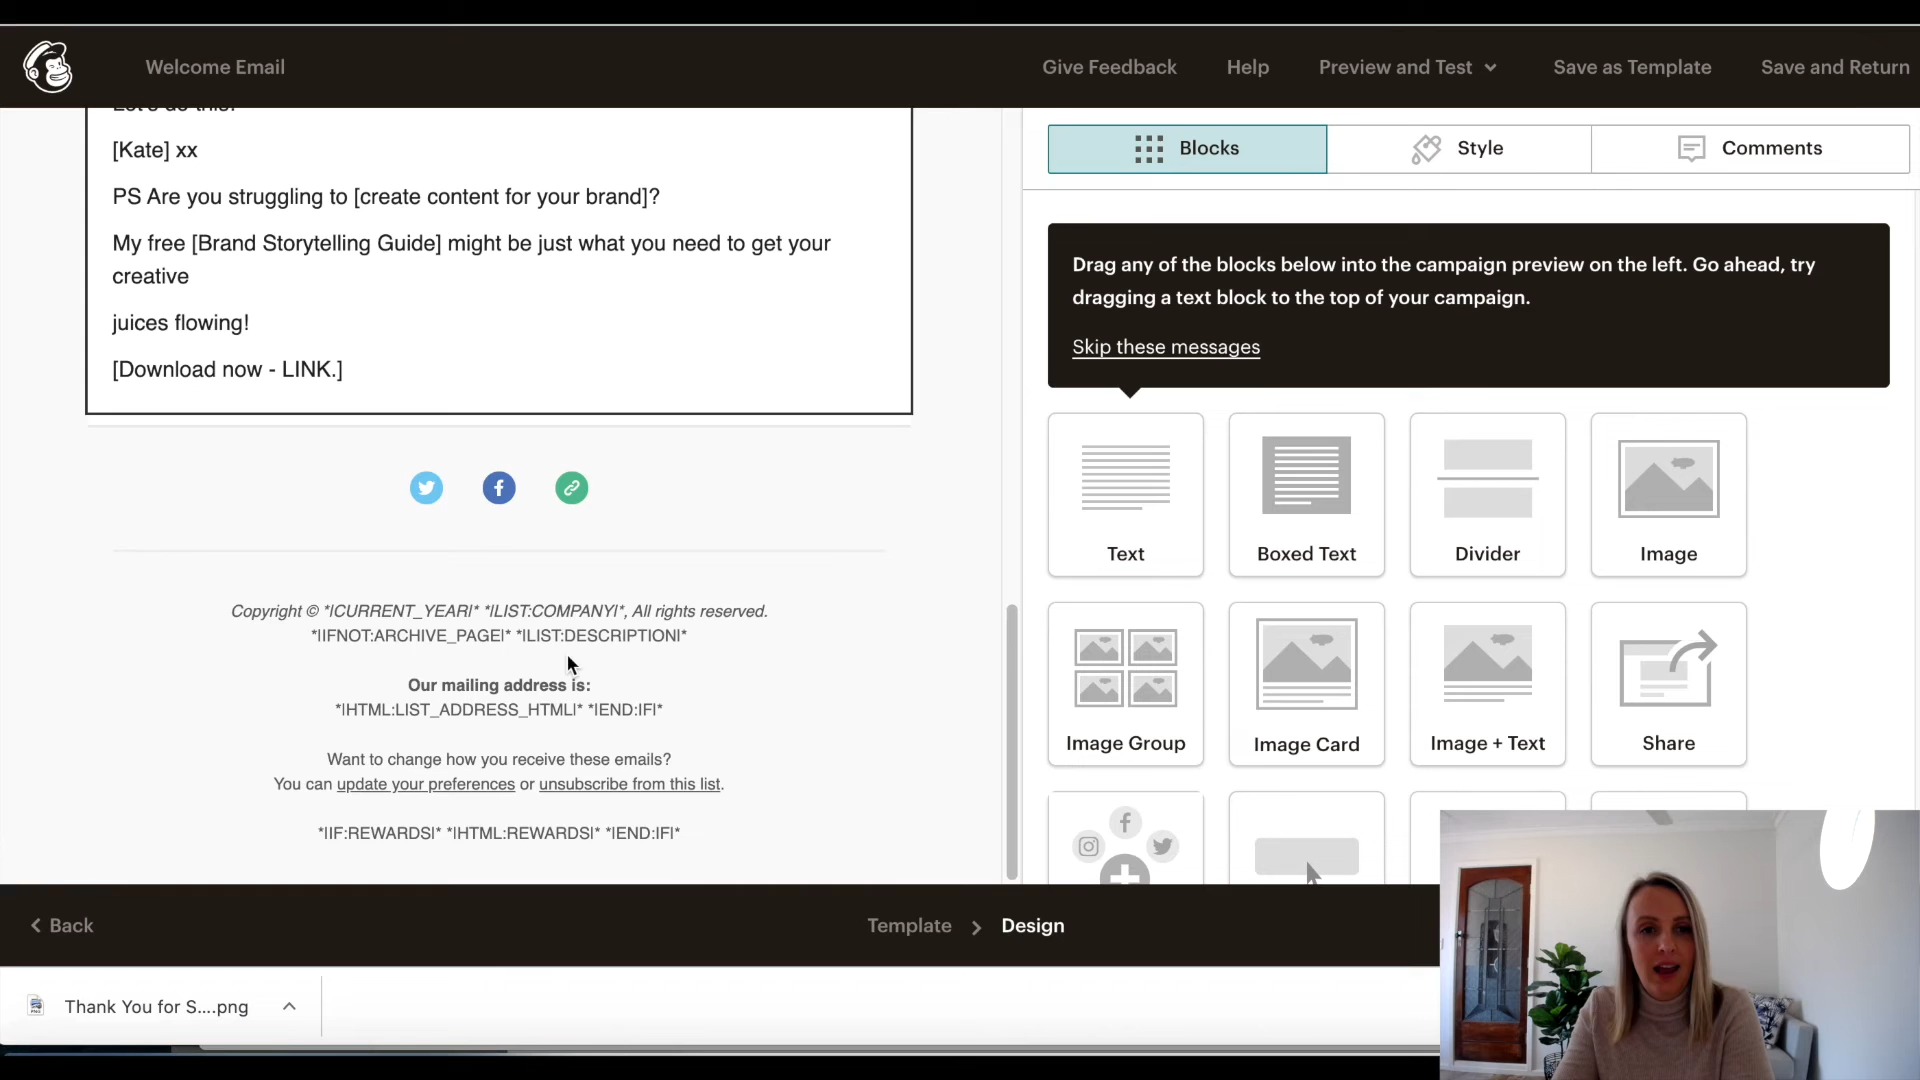 Welcome Email
Give Feedback
Help
Preview and Test
Save as Template
Save and Return
Let's do this!
[Kate] xx
PS Are you struggling to [create content for your brand]?
My free [Brand Storytelling Guide] might be just what you need to get your
creative
juices flowing!
[Download now - LINK.]
Copyright © *|CURRENT_YEAR|* *|LIST:COMPANY|*, All rights reserved.
*|IFNOT:ARCHIVE_PAGE|* *|LIST:DESCRIPTION|*
Our mailing address is:
*|HTML:LIST_ADDRESS_HTML|* *|END:IF|*
Want to change how you receive these emails?
You can update your preferences or unsubscribe from this list.
*|IF:REWARDS|* *|HTML:REWARDS|* *|END:IF|*
Blocks
Style
Comments
Drag any of the blocks below into the campaign preview on the left. Go ahead, try
dragging a text block to the top of your campaign.
Skip these messages
Text
Boxed Text
Divider
Image
Image Group
Image Card
Image + Text
Share
Back
Template
Design
Thank You for S....png